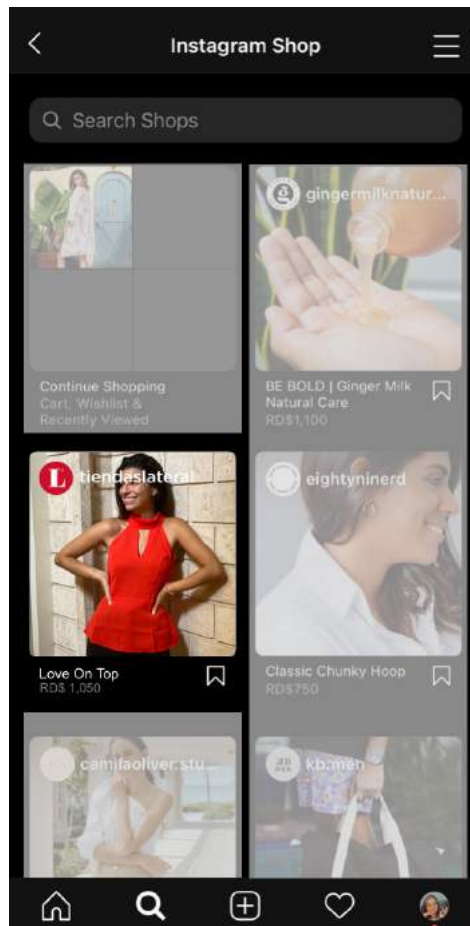 Instagram Shop
Search Shops
gingermilknatur...
Continue Shopping
Cart, Wishlist &
Recently Viewed
BE BOLD | Ginger Milk
Natural Care
RD$1,100
L
tiendaslateral
eightyninerd
Love On Top
RD$ 1,050
Classic Chunky Hoop
RD$750
camilaoliver.stu...
kb.men